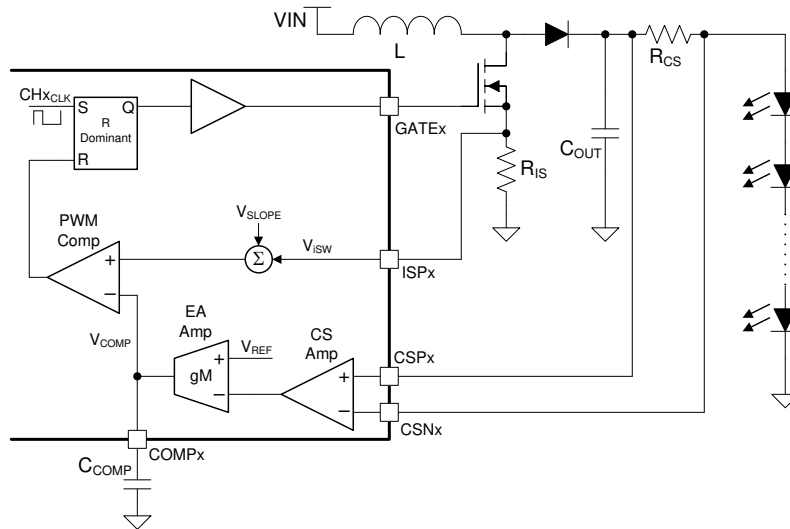 VIN
L
RCS
CHxCLK
S
Q
R
Dominant
R
GATEx
COUT
RIS
VSLOPE
PWM
Comp
+
Σ
ViSW
ISPx
−
EA
Amp
CS
Amp
VCOMP
VREF
+
gM
−
CSPx
+
−
CSNx
COMPx
CCOMP